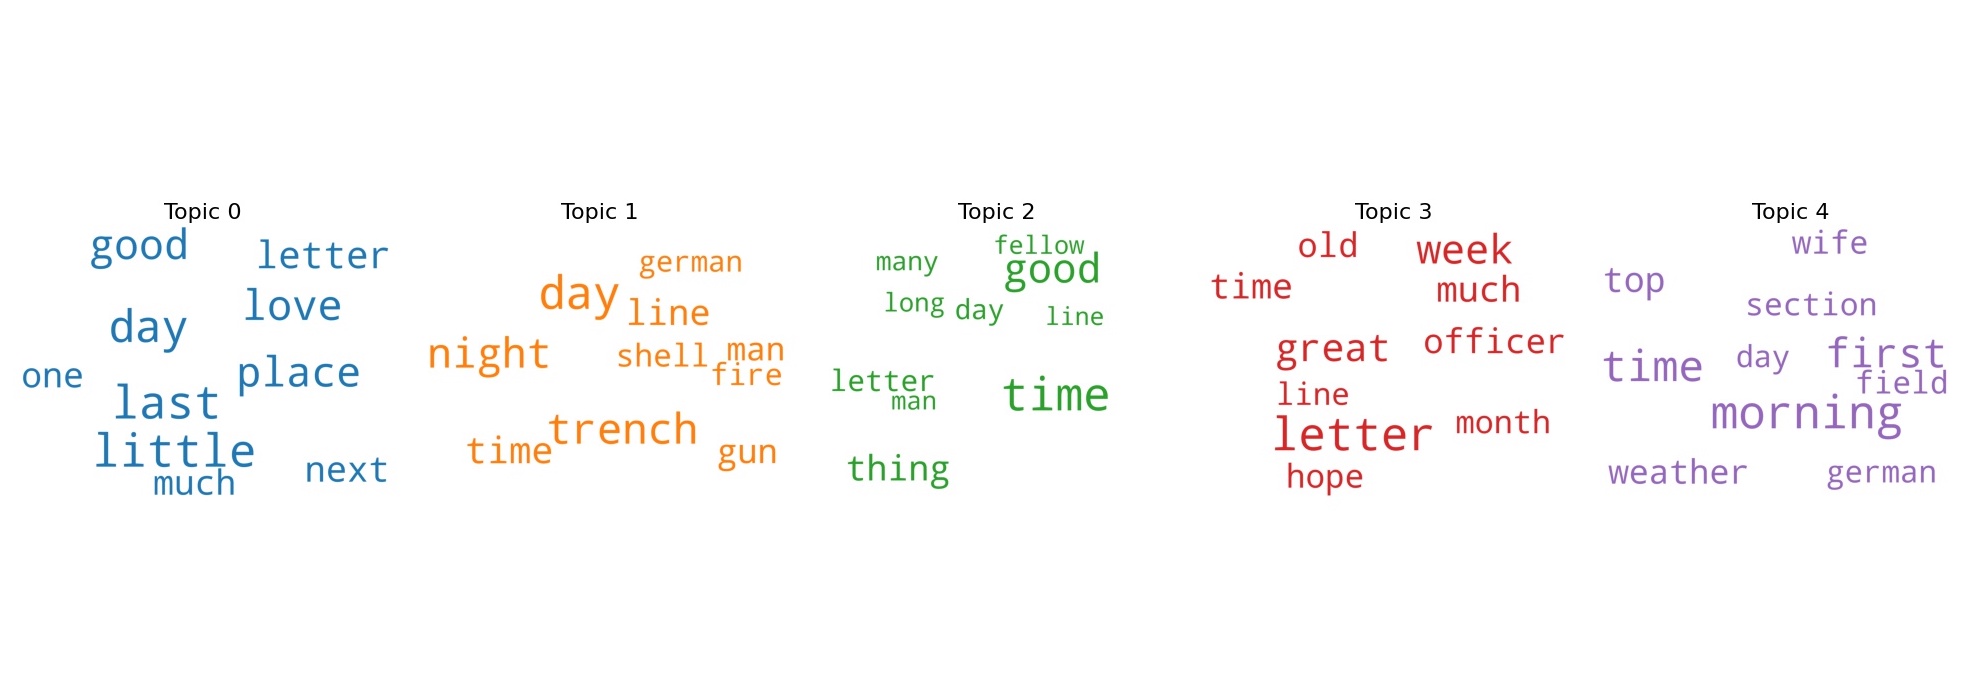 Topic 0
good letter
love
day
one place
last
little
much next
Topic 1
german
day line
night shell man
fire
trench
time gun
Topic 2
fellow
many good
long day line
letter time
man
thing
Topic 3
old week
time much
great officer
line
letter month
hope
Topic 4
wife
top
section
time day first
field
morning
weather german